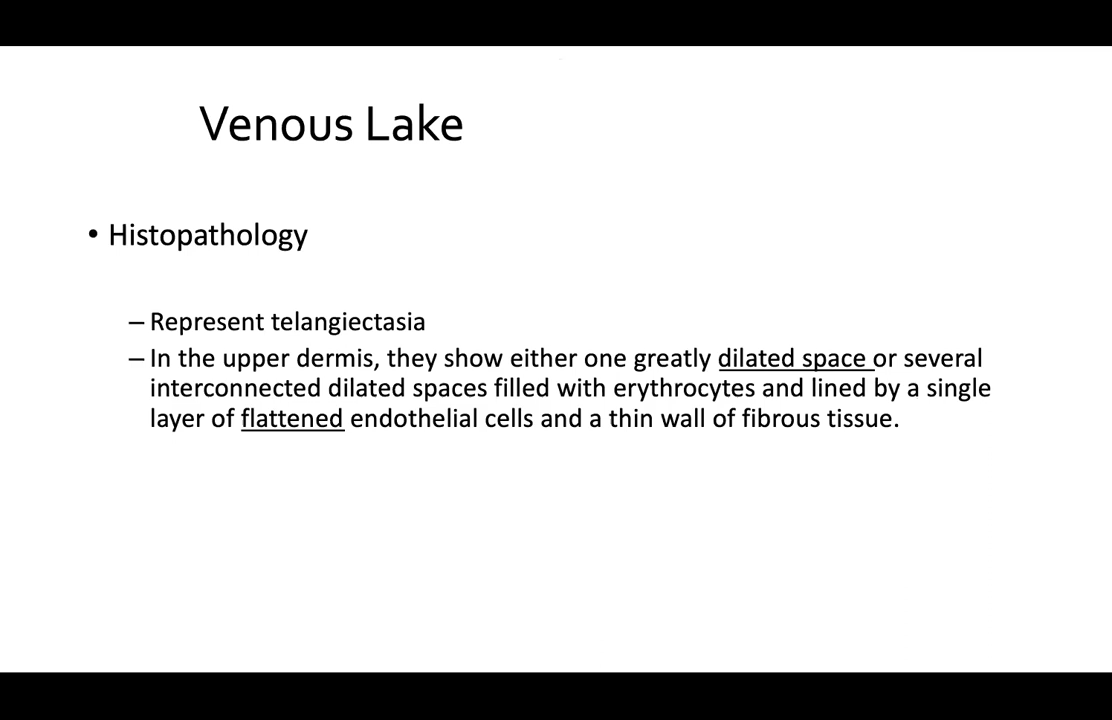 Venous Lake
• Histopathology
– Represent telangiectasia
– In the upper dermis, they show either one greatly dilated space or several
interconnected dilated spaces filled with erythrocytes and lined by a single
layer of flattened endothelial cells and a thin wall of fibrous tissue.